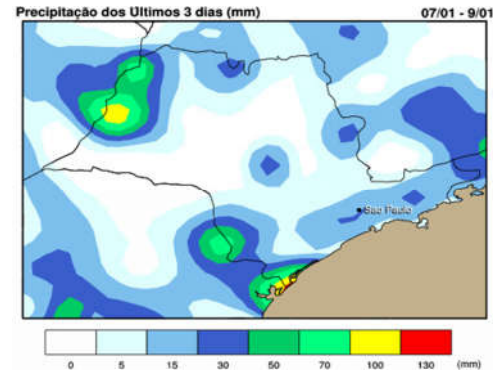 Precipitação dos Últimos 3 dias (mm) 07/01 - 9/01
São Paulo
0 5 15 30 50 70 100 130 (mm)